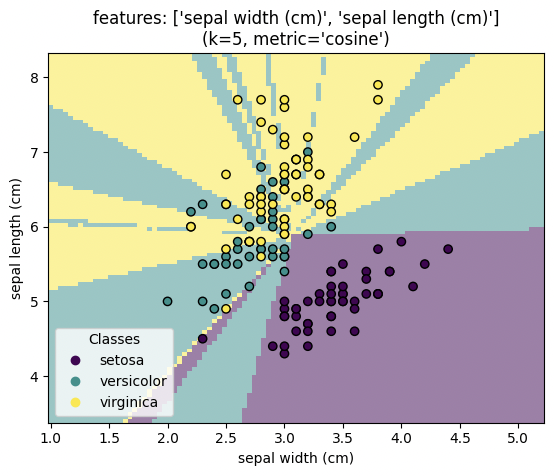 features: ['sepal width (cm)', 'sepal length (cm)']
(k=5, metric='cosine')
sepal length (cm)
8
7
6
5
4
Classes
setosa
versicolor
virginica
1.0 1.5 2.0 2.5 3.0 3.5 4.0 4.5 5.0
sepal width (cm)